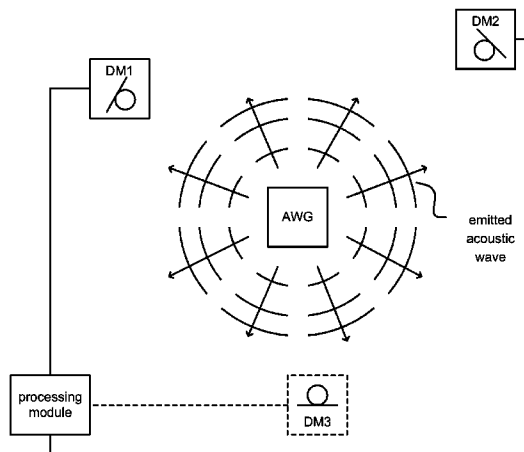 DM2
DM1
AWG
emitted
acoustic
wave
processing
module
DM3